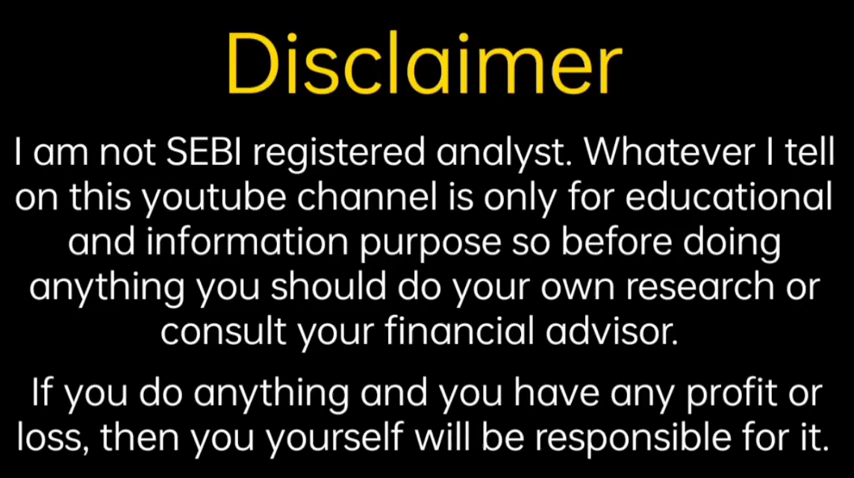 Disclaimer
I am not SEBI registered analyst. Whatever I tell
on this youtube channel is only for educational
and information purpose so before doing
anything you should do your own research or
consult your financial advisor.
If you do anything and you have any profit or
loss, then you yourself will be responsible for it.